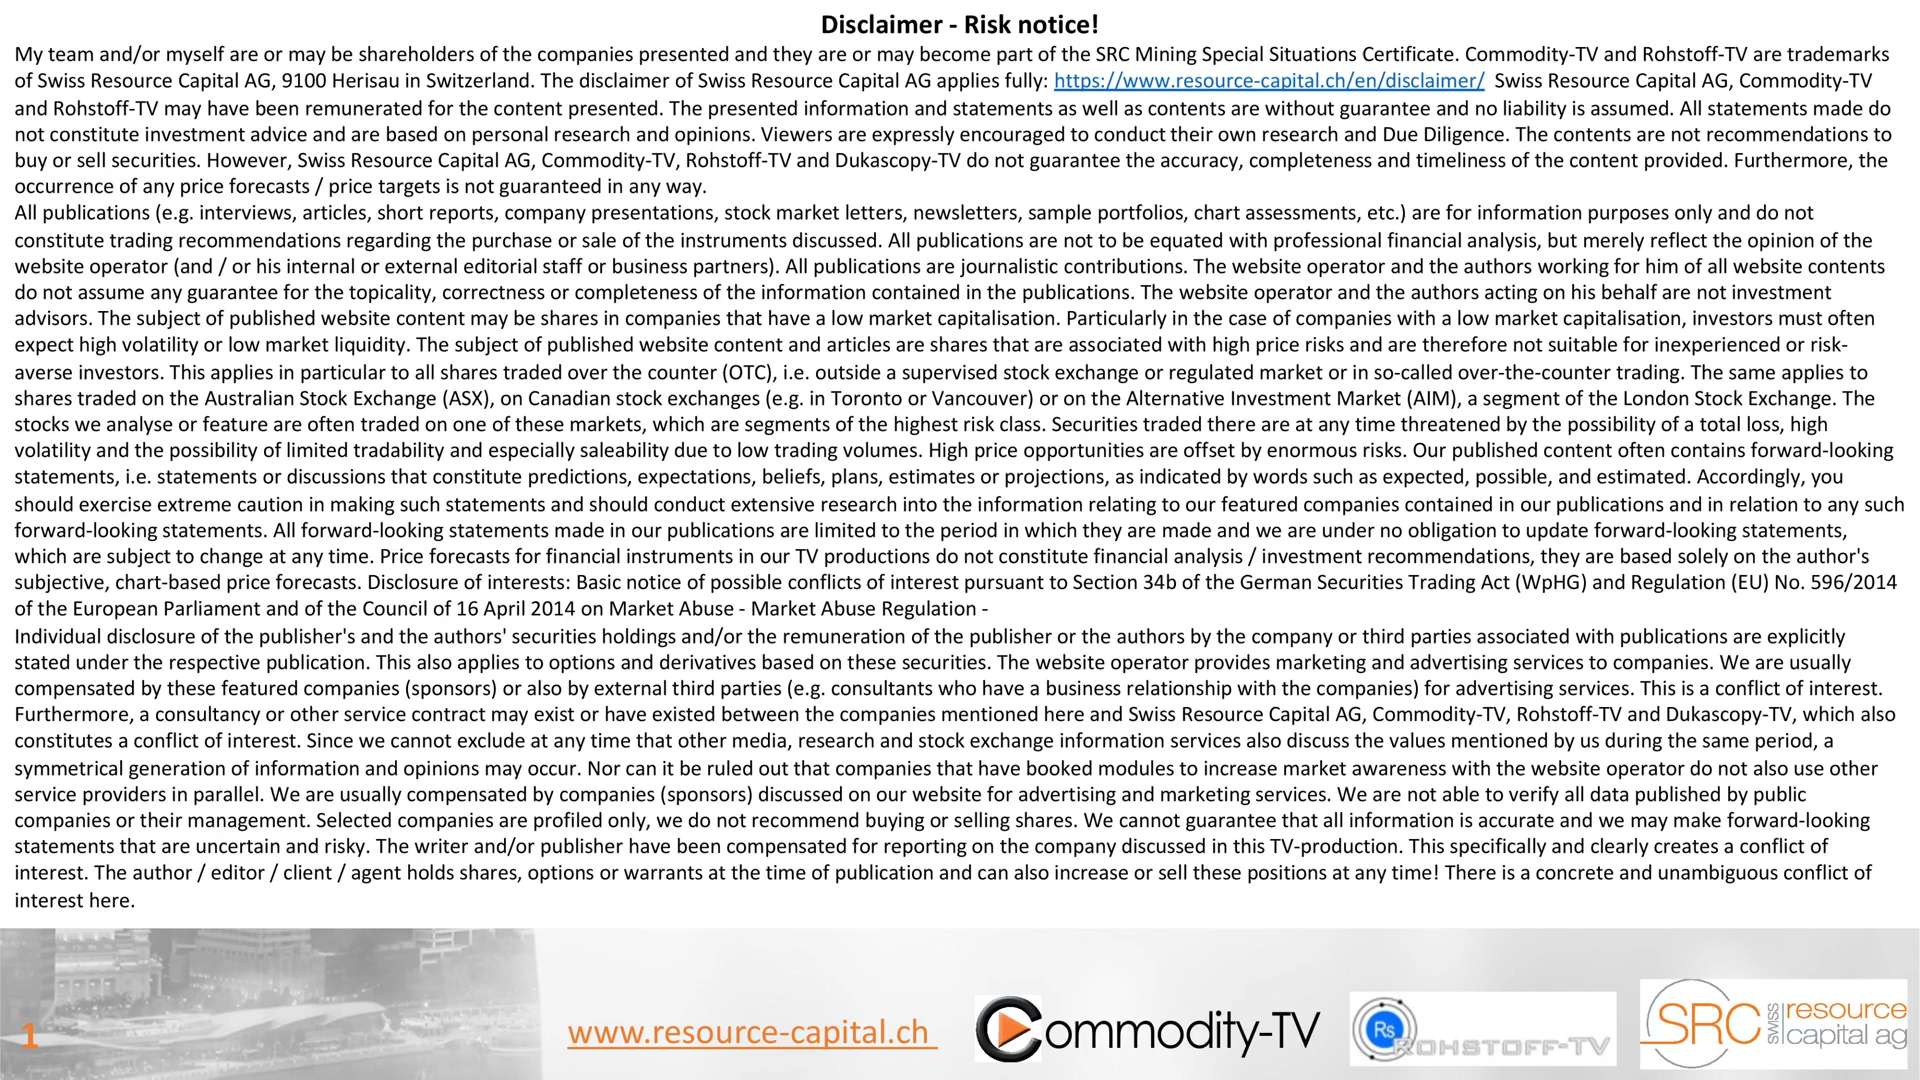 Disclaimer - Risk notice!
My team and/or myself are or may be shareholders of the companies presented and they are or may become part of the SRC Mining Special Situations Certificate. Commodity-TV and Rohstoff-TV are trademarks
of Swiss Resource Capital AG, 9100 Herisau in Switzerland. The disclaimer of Swiss Resource Capital AG applies fully: https://www.resource-capital.ch/en/disclaimer/ Swiss Resource Capital AG, Commodity-TV
and Rohstoff-TV may have been remunerated for the content presented. The presented information and statements as well as contents are without guarantee and no liability is assumed. All statements made do
not constitute investment advice and are based on personal research and opinions. Viewers are expressly encouraged to conduct their own research and Due Diligence. The contents are not recommendations to
buy or sell securities. However, Swiss Resource Capital AG, Commodity-TV, Rohstoff-TV and Dukascopy-TV do not guarantee the accuracy, completeness and timeliness of the content provided. Furthermore, the
occurrence of any price forecasts / price targets is not guaranteed in any way.
All publications (e.g. interviews, articles, short reports, company presentations, stock market letters, newsletters, sample portfolios, chart assessments, etc.) are for information purposes only and do not
constitute trading recommendations regarding the purchase or sale of the instruments discussed. All publications are not to be equated with professional financial analysis, but merely reflect the opinion of the
website operator (and / or his internal or external editorial staff or business partners). All publications are journalistic contributions. The website operator and the authors working for him of all website contents
do not assume any guarantee for the topicality, correctness or completeness of the information contained in the publications. The website operator and the authors acting on his behalf are not investment
advisors. The subject of published website content may be shares in companies that have a low market capitalisation. Particularly in the case of companies with a low market capitalisation, investors must often
expect high volatility or low market liquidity. The subject of published website content and articles are shares that are associated with high price risks and are therefore not suitable for inexperienced or risk-
averse investors. This applies in particular to all shares traded over the counter (OTC), i.e. outside a supervised stock exchange or regulated market or in so-called over-the-counter trading. The same applies to
shares traded on the Australian Stock Exchange (ASX), on Canadian stock exchanges (e.g. in Toronto or Vancouver) or on the Alternative Investment Market (AIM), a segment of the London Stock Exchange. The
stocks we analyse or feature are often traded on one of these markets, which are segments of the highest risk class. Securities traded there are at any time threatened by the possibility of a total loss, high
volatility and the possibility of limited tradability and especially saleability due to low trading volumes. High price opportunities are offset by enormous risks. Our published content often contains forward-looking
statements, i.e. statements or discussions that constitute predictions, expectations, beliefs, plans, estimates or projections, as indicated by words such as expected, possible, and estimated. Accordingly, you
should exercise extreme caution in making such statements and should conduct extensive research into the information relating to our featured companies contained in our publications and in relation to any such
forward-looking statements. All forward-looking statements made in our publications are limited to the period in which they are made and we are under no obligation to update forward-looking statements,
which are subject to change at any time. Price forecasts for financial instruments in our TV productions do not constitute financial analysis / investment recommendations, they are based solely on the author's
subjective, chart-based price forecasts. Disclosure of interests: Basic notice of possible conflicts of interest pursuant to Section 34b of the German Securities Trading Act (WpHG) and Regulation (EU) No. 596/2014
of the European Parliament and of the Council of 16 April 2014 on Market Abuse - Market Abuse Regulation -
Individual disclosure of the publisher's and the authors' securities holdings and/or the remuneration of the publisher or the authors by the company or third parties associated with publications are explicitly
stated under the respective publication. This also applies to options and derivatives based on these securities. The website operator provides marketing and advertising services to companies. We are usually
compensated by these featured companies (sponsors) or also by external third parties (e.g. consultants who have a business relationship with the companies) for advertising services. This is a conflict of interest.
Furthermore, a consultancy or other service contract may exist or have existed between the companies mentioned here and Swiss Resource Capital AG, Commodity-TV, Rohstoff-TV and Dukascopy-TV, which also
constitutes a conflict of interest. Since we cannot exclude at any time that other media, research and stock exchange information services also discuss the values mentioned by us during the same period, a
symmetrical generation of information and opinions may occur. Nor can it be ruled out that companies that have booked modules to increase market awareness with the website operator do not also use other
service providers in parallel. We are usually compensated by companies (sponsors) discussed on our website for advertising and marketing services. We are not able to verify all data published by public
companies or their management. Selected companies are profiled only, we do not recommend buying or selling shares. We cannot guarantee that all information is accurate and we may make forward-looking
statements that are uncertain and risky. The writer and/or publisher have been compensated for reporting on the company discussed in this TV-production. This specifically and clearly creates a conflict of
interest. The author / editor / client / agent holds shares, options or warrants at the time of publication and can also increase or sell these positions at any time! There is a concrete and unambiguous conflict of
interest here.
1
www.resource-capital.ch
Commodity-TV
Rs ROHSTOFF-TV
SRC SWISS resource capital ag